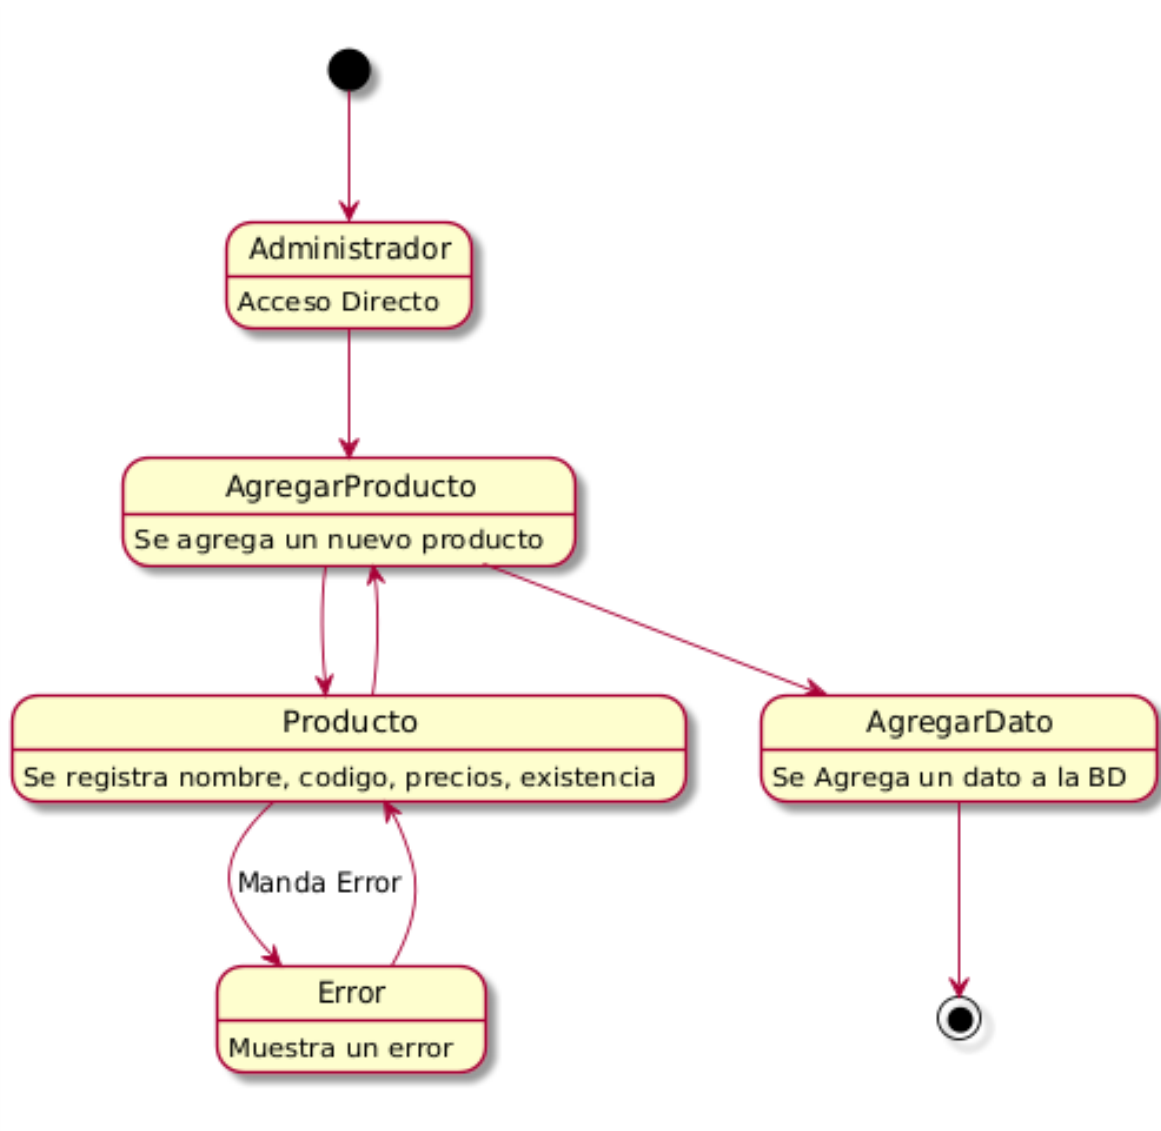 Administrador
Acceso Directo
AgregarProducto
Se agrega un nuevo producto
Producto
Se registra nombre, codigo, precios, existencia
AgregarDato
Se Agrega un dato a la BD
Manda Error
Error
Muestra un error